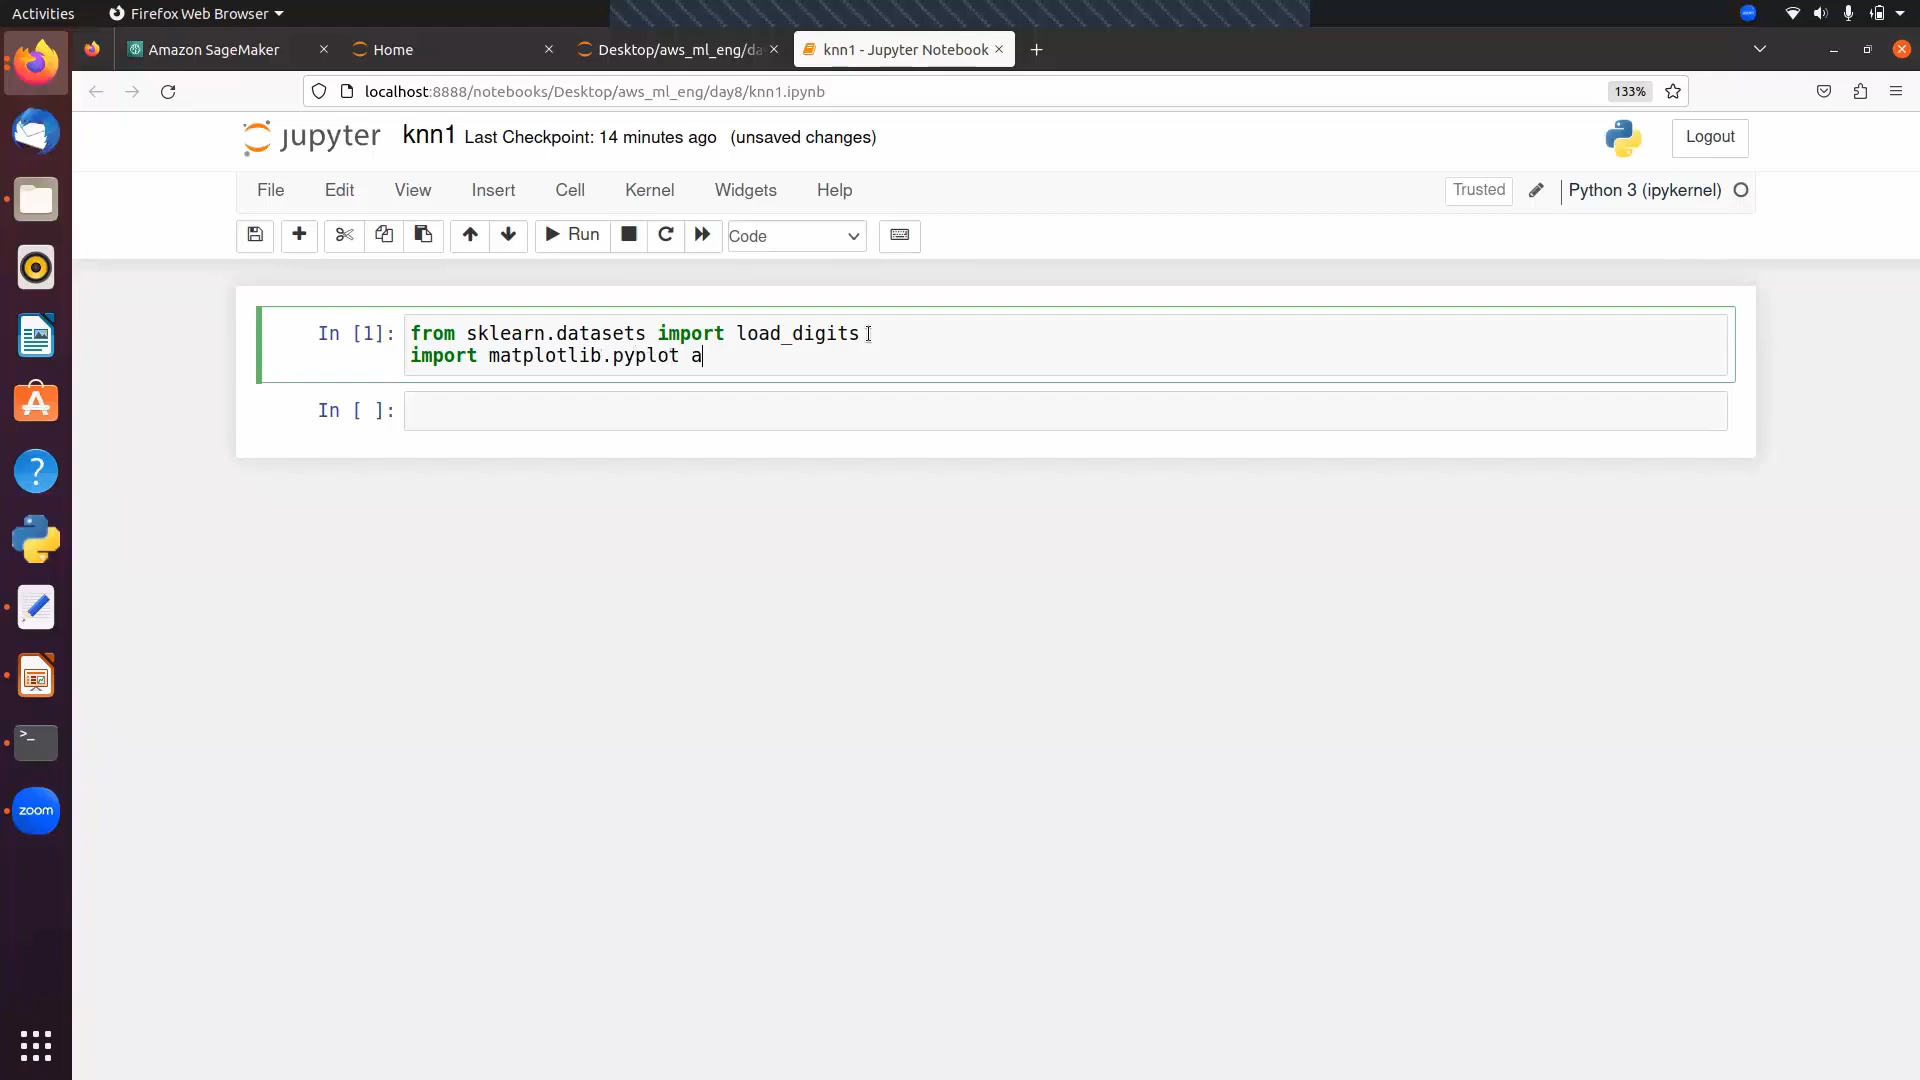 Activities Firefox Web Browser
Amazon SageMaker Home Desktop/aws_ml_eng/da knn1 - Jupyter Notebook
localhost:8888/notebooks/Desktop/aws_ml_eng/day8/knn1.ipynb 133%
jupyter knn1 Last Checkpoint: 14 minutes ago (unsaved changes) Logout
File Edit View Insert Cell Kernel Widgets Help Trusted Python 3 (ipykernel)
Run Code
In [1]: from sklearn.datasets import load_digits
import matplotlib.pyplot a
In [ ]:
zoom